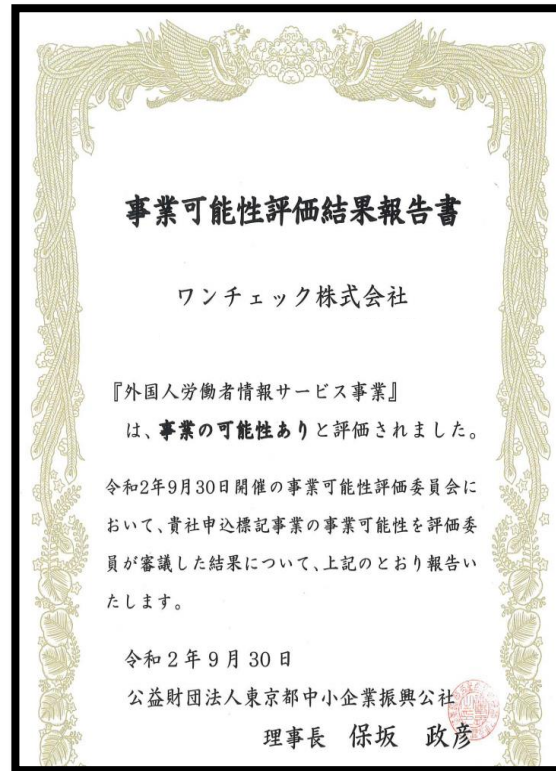 事業可能性評価結果報告書
ワンチェック株式会社
『外国人労働者情報サービス事業』
は、事業の可能性ありと評価されました。
令和2年9月30日開催の事業可能性評価委員会に
おいて、貴社申込標記事業の事業可能性を評価委
員が審議した結果について、上記のとおり報告い
たします。
令和2年9月30日
公益財団法人東京都中小企業振興公社
理事長 保坂 政彦